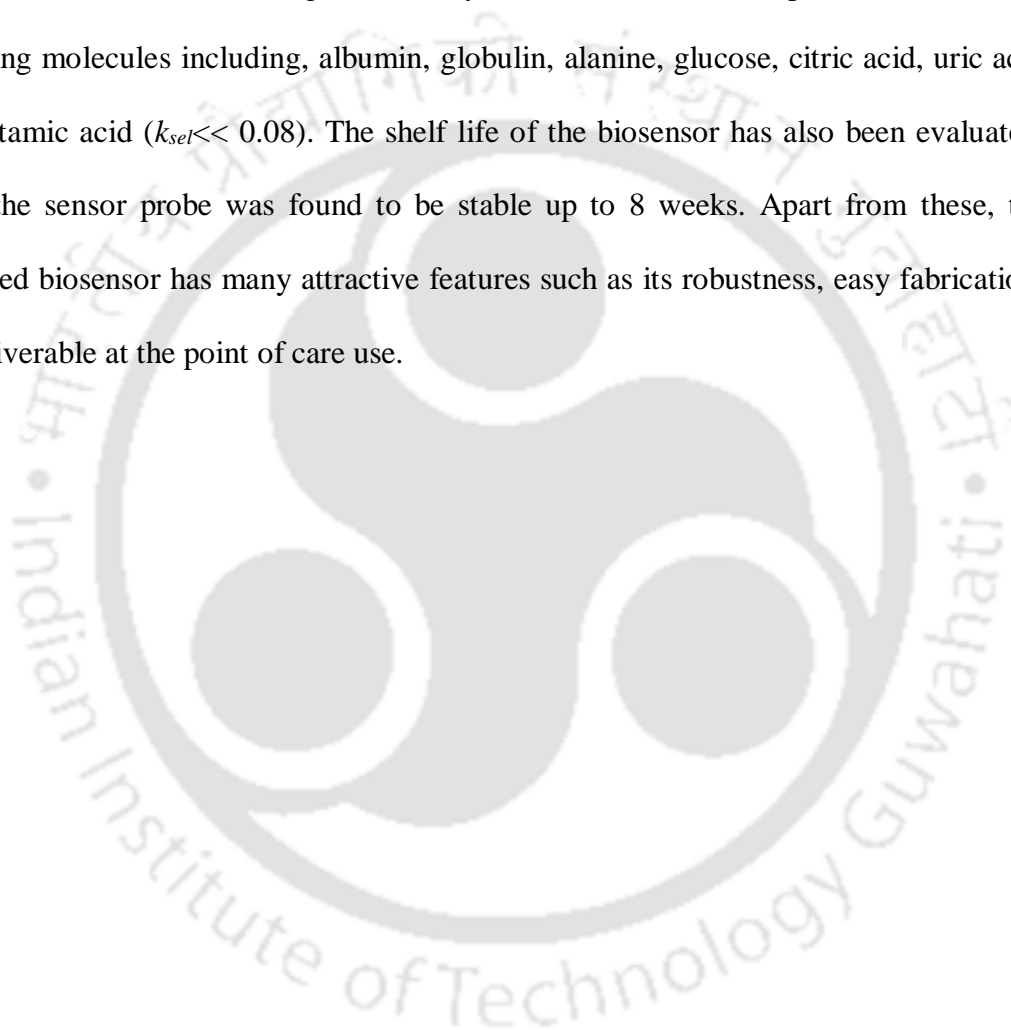 ng molecules including, albumin, globulin, alanine, glucose, citric acid, uric ac
tamic acid (ksel<< 0.08). The shelf life of the biosensor has also been evaluate
the sensor probe was found to be stable up to 8 weeks. Apart from these, t
ed biosensor has many attractive features such as its robustness, easy fabricatio
iverable at the point of care use.
भारतीय प्रौद्योगिकी संस्थान गुवाहाटी
Indian Institute of Technology Guwahati